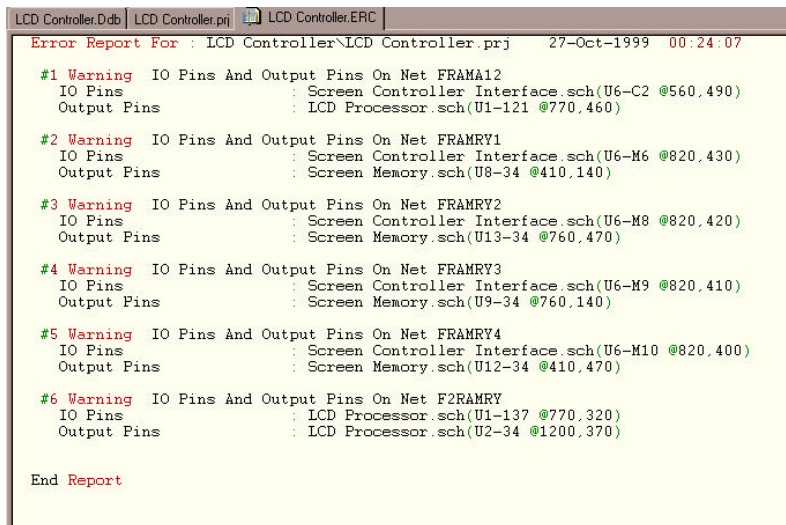 LCD Controller.Ddb LCD Controller.prj LCD Controller.ERC
Error Report For : LCD Controller\LCD Controller.prj 27-Oct-1999 00:24:07
#1 Warning IO Pins And Output Pins On Net FRAMA12
IO Pins : Screen Controller Interface.sch(U6-C2 @560,490)
Output Pins : LCD Processor.sch(U1-121 @770,460)
#2 Warning IO Pins And Output Pins On Net FRAMRY1
IO Pins : Screen Controller Interface.sch(U6-M6 @820,430)
Output Pins : Screen Memory.sch(U8-34 @410,140)
#3 Warning IO Pins And Output Pins On Net FRAMRY2
IO Pins : Screen Controller Interface.sch(U6-M8 @820,420)
Output Pins : Screen Memory.sch(U13-34 @760,470)
#4 Warning IO Pins And Output Pins On Net FRAMRY3
IO Pins : Screen Controller Interface.sch(U6-M9 @820,410)
Output Pins : Screen Memory.sch(U9-34 @760,140)
#5 Warning IO Pins And Output Pins On Net FRAMRY4
IO Pins : Screen Controller Interface.sch(U6-M10 @820,400)
Output Pins : Screen Memory.sch(U12-34 @410,470)
#6 Warning IO Pins And Output Pins On Net F2RAMRY
IO Pins : LCD Processor.sch(U1-137 @770,320)
Output Pins : LCD Processor.sch(U2-34 @1200,370)
End Report